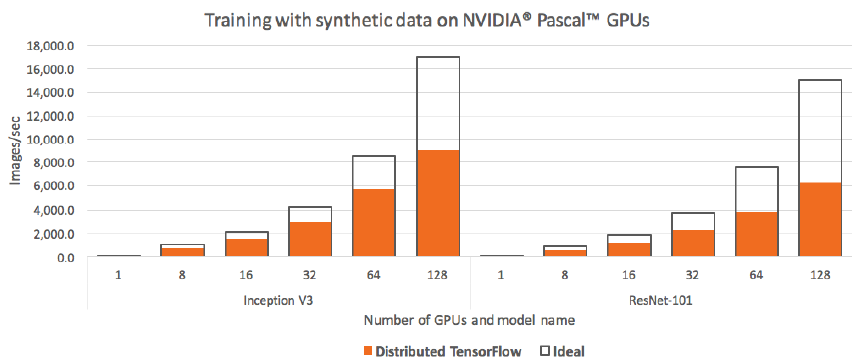 Training with synthetic data on NVIDIA® Pascal™ GPUs
18,000.0
16,000.0
14,000.0
12,000.0
10,000.0
8,000.0
6,000.0
4,000.0
2,000.0
0.0
Images/sec
1 8 16 32 64 128 1 8 16 32 64 128
Inception V3 ResNet-101
Number of GPUs and model name
Distributed TensorFlow Ideal